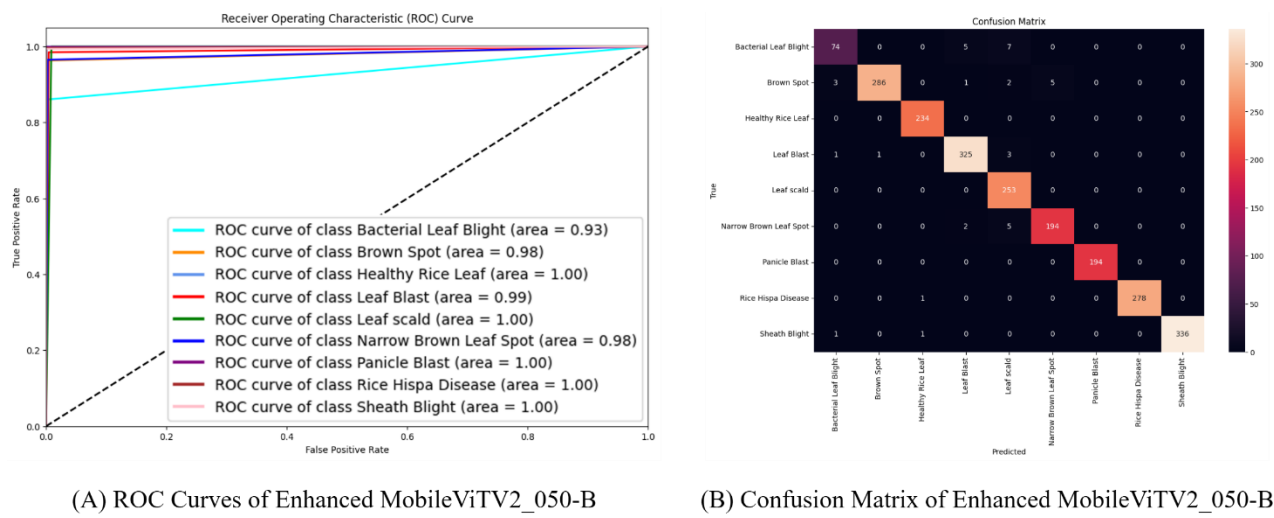 Receiver Operating Characteristic (ROC) Curve
1.0
0.8
0.6
0.4
0.2
0.0
True Positive Rate
ROC curve of class Bacterial Leaf Blight (area = 0.93)
ROC curve of class Brown Spot (area = 0.98)
ROC curve of class Healthy Rice Leaf (area = 1.00)
ROC curve of class Leaf Blast (area = 0.99)
ROC curve of class Leaf scald (area = 1.00)
ROC curve of class Narrow Brown Leaf Spot (area = 0.98)
ROC curve of class Panicle Blast (area = 1.00)
ROC curve of class Rice Hispa Disease (area = 1.00)
ROC curve of class Sheath Blight (area = 1.00)
0.0 0.2 0.4 0.6 0.8 1.0
False Positive Rate
(A) ROC Curves of Enhanced MobileViTV2_050-B
Confusion Matrix
True
Bacterial Leaf Blight 74 0 0 5 7 0 0 0 0
Brown Spot 3 286 0 1 2 5 0 0 0
Healthy Rice Leaf 0 0 234 0 0 0 0 0 0
Leaf Blast 1 1 0 325 3 0 0 0 0
Leaf scald 0 0 0 0 253 0 0 0 0
Narrow Brown Leaf Spot 0 0 0 2 5 194 0 0 0
Panicle Blast 0 0 0 0 0 0 194 0 0
Rice Hispa Disease 0 0 1 0 0 0 0 278 0
Sheath Blight 1 0 1 0 0 0 0 0 336
Bacterial Leaf Blight
Brown Spot
Healthy Rice Leaf
Leaf Blast
Leaf scald
Narrow Brown Leaf Spot
Panicle Blast
Rice Hispa Disease
Sheath Blight
Predicted
300
250
200
150
100
50
0
(B) Confusion Matrix of Enhanced MobileViTV2_050-B